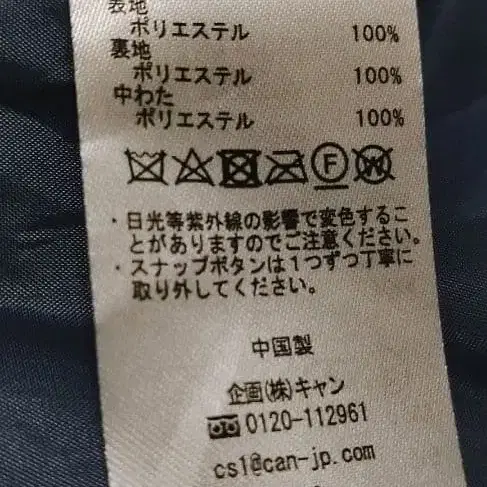 表地
ポリエステル 100%
裏地
ポリエステル 100%
中わた
ポリエステル 100%
F W
・日光等紫外線の影響で変色するこ
とがありますのでご注意ください。
・スナップボタンは1つずつ丁寧に
取り外してください。
中国製
企画(株)キャン
0120-112961
cs1@can-jp.com